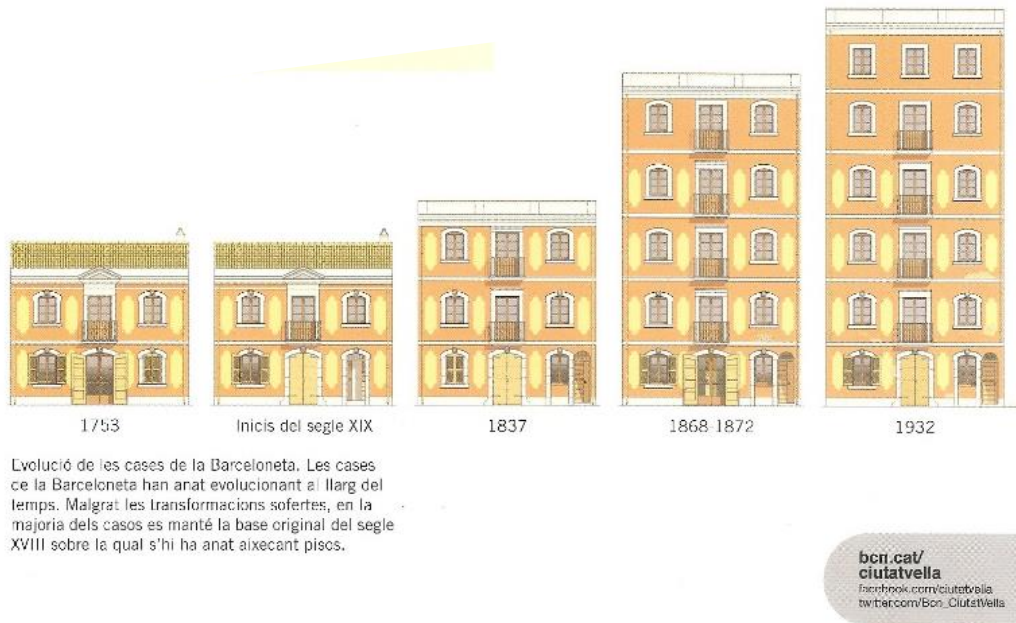 1753
Inicis del segle XIX
1837
1868-1872
1932
Evolució de les cases de la Barceloneta. Les cases
de la Barceloneta han anat evolucionant al llarg del
temps. Malgrat les transformacions sofertes, en la
majoria dels casos es manté la base original del segle
XVIII sobre la qual s'hi ha anat aixecant pisos.
bcn.cat/
ciutatvella
facebook.com/ciutatvella
twitter.com/Bcn_CiutatVella